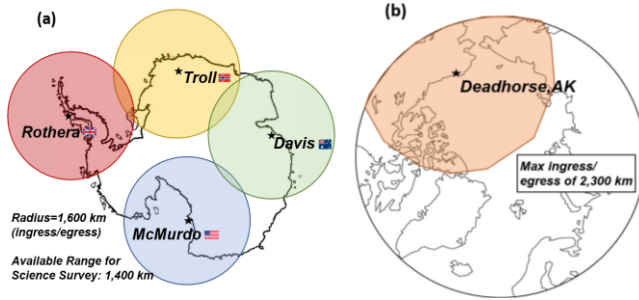 (a)
Troll
Rothera
Davis
McMurdo
Radius=1,600 km
(ingress/egress)
Available Range for
Science Survey: 1,400 km
(b)
Deadhorse,AK
Max ingress/
egress of 2,300 km